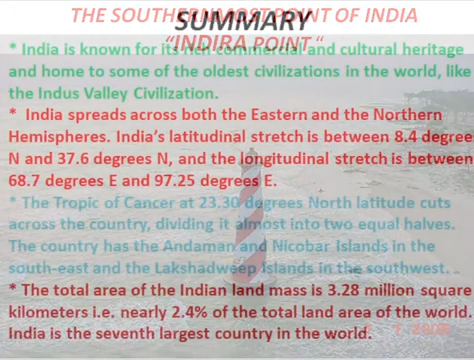 THE SOUTHERNMOST POINT OF INDIA
SUMMARY
“INDIRA POINT “
* India is known for its rich commercial and cultural heritage
and home to some of the oldest civilizations in the world, like
the Indus Valley Civilization.
* India spreads across both the Eastern and the Northern
Hemispheres. India’s latitudinal stretch is between 8.4 degree
N and 37.6 degrees N, and the longitudinal stretch is between
68.7 degrees E and 97.25 degrees E.
* The Tropic of Cancer at 23.30 degrees North latitude cuts
across the country, dividing it almost into two equal halves.
The country has the Andaman and Nicobar Islands in the
south-east and the Lakshadweep Islands in the southwest.
* The total area of the Indian land mass is 3.28 million square
kilometers i.e. nearly 2.4% of the total land area of the world.
India is the seventh largest country in the world.